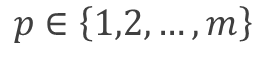 p ∈ {1,2, … , m}